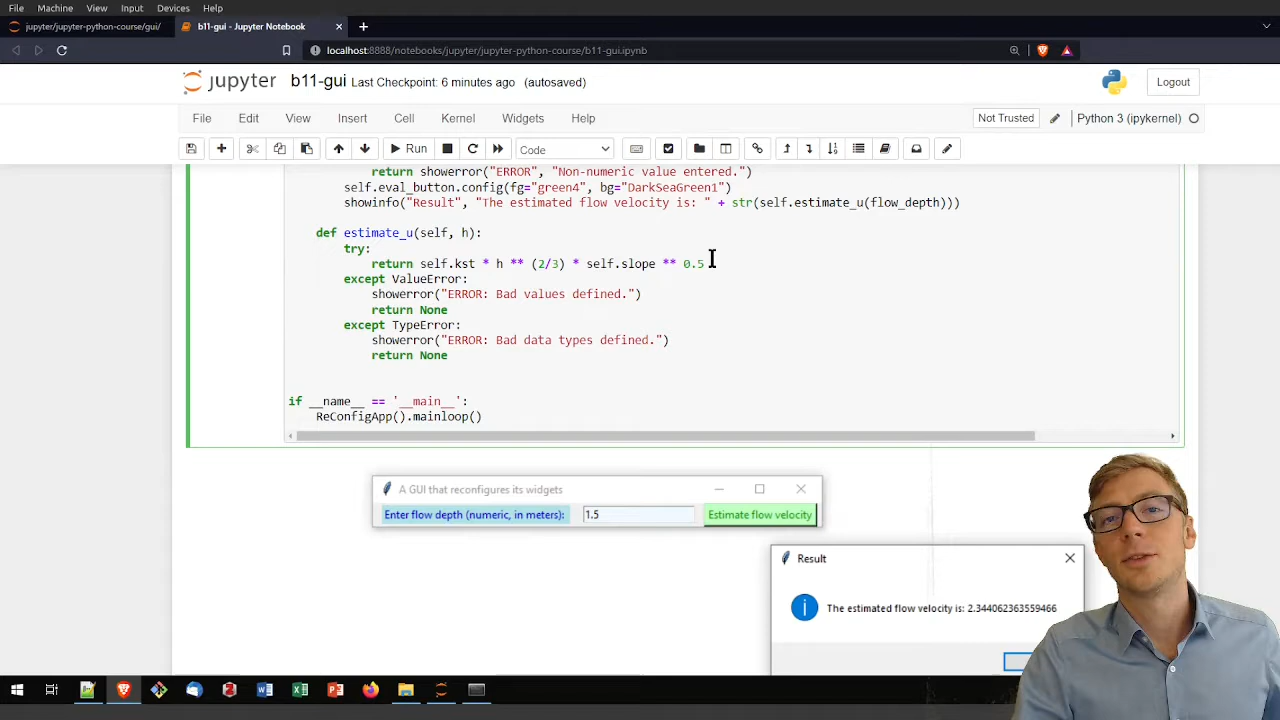 File Machine View Input Devices Help
jupyter/jupyter-python-course/gui/
b11-gui - Jupyter Notebook
localhost:8888/notebooks/jupyter/jupyter-python-course/b11-gui.ipynb
jupyter b11-gui Last Checkpoint: 6 minutes ago (autosaved)
Logout
File Edit View Insert Cell Kernel Widgets Help
Not Trusted
Python 3 (ipykernel)
Run
Code
return showerror("ERROR", "Non-numeric value entered.")
self.eval_button.config(fg="green4", bg="DarkSeaGreen1")
showinfo("Result", "The estimated flow velocity is: " + str(self.estimate_u(flow_depth)))
def estimate_u(self, h):
try:
return self.kst * h ** (2/3) * self.slope ** 0.5
except ValueError:
showerror("ERROR: Bad values defined.")
return None
except TypeError:
showerror("ERROR: Bad data types defined.")
return None
if __name__ == '__main__':
ReConfigApp().mainloop()
A GUI that reconfigures its widgets
Enter flow depth (numeric, in meters): 1.5 Estimate flow velocity
Result
The estimated flow velocity is: 2.344062363559466